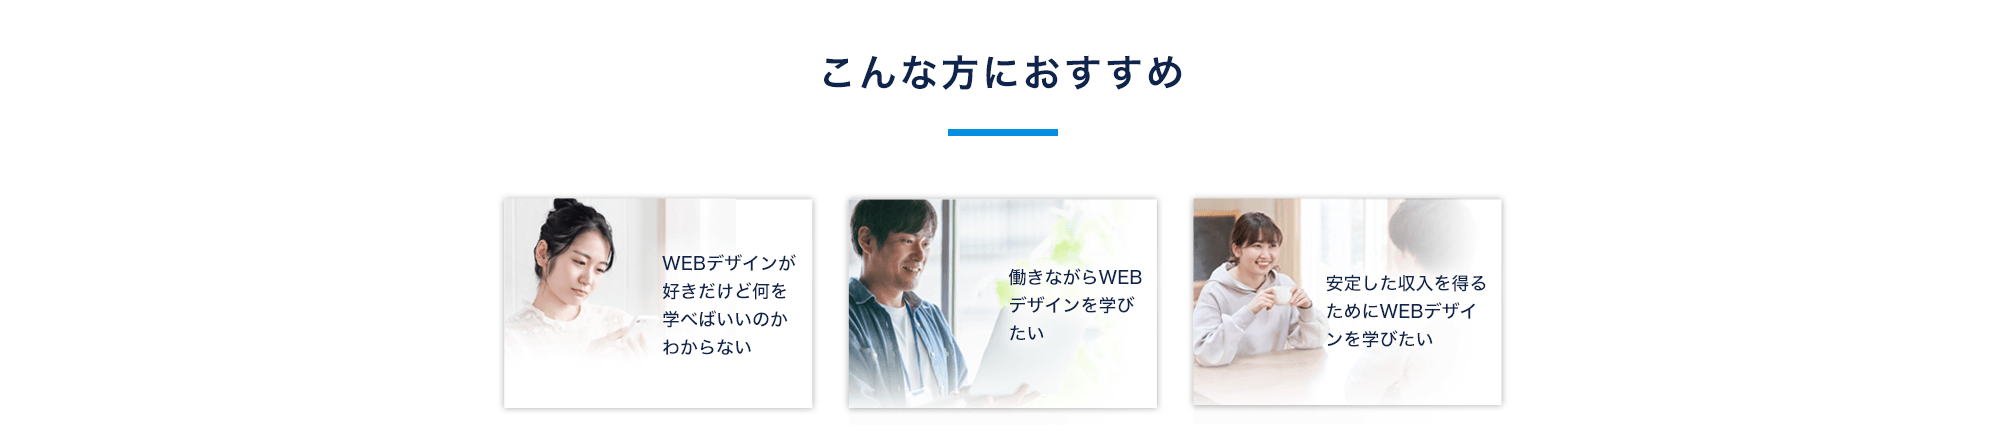 こんな方におすすめ
WEBデザインが
好きだけど何を
学べばいいのか
わからない
働きながらWEB
デザインを学び
たい
安定した収入を得る
ためにWEBデザイ
ンを学びたい